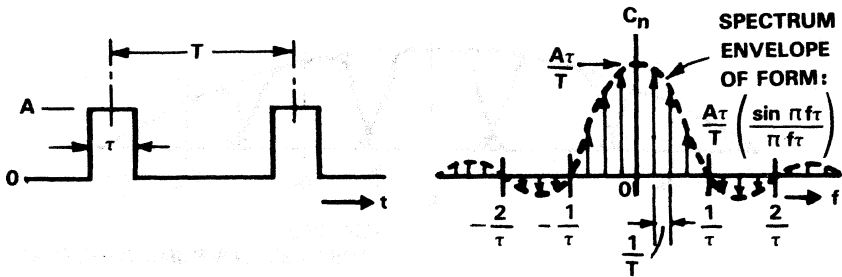 T
A
τ
0
t
Cn
Aτ/T
SPECTRUM
ENVELOPE
OF FORM:
Aτ/T (sin πfτ / πfτ)
0
f
-2/τ
-1/τ
1/T
1/τ
2/τ